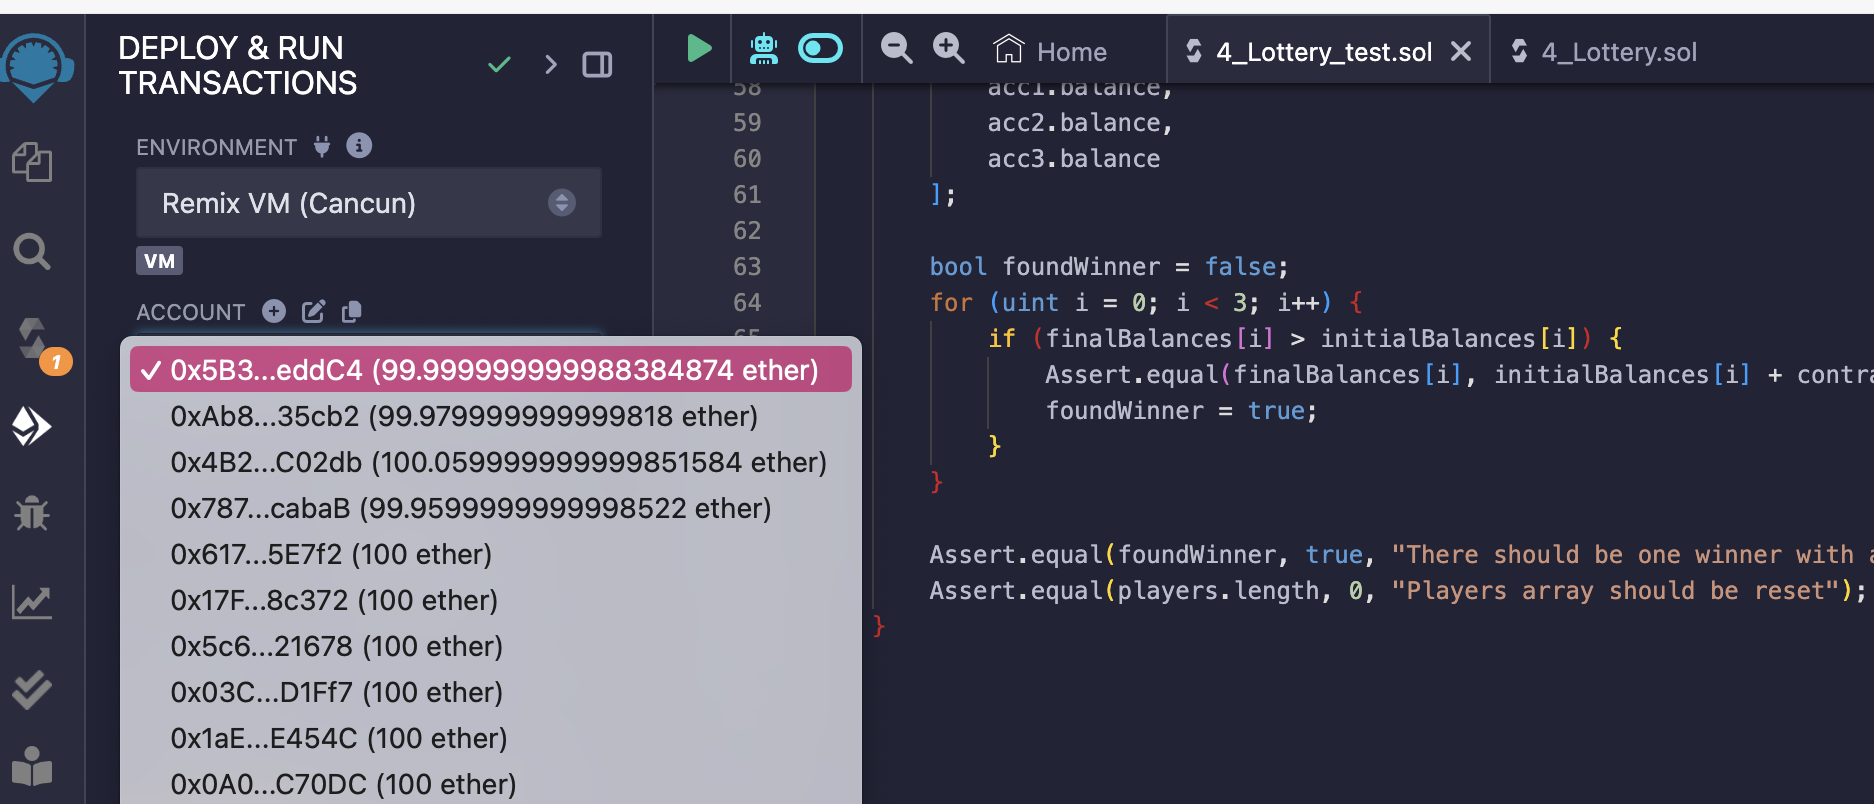 DEPLOY & RUN
TRANSACTIONS
ENVIRONMENT
Remix VM (Cancun)
VM
ACCOUNT
1
✓ 0x5B3...eddC4 (99.999999999988384874 ether)
0xAb8...35cb2 (99.979999999999818 ether)
0x4B2...C02db (100.059999999999851584 ether)
0x787...cabaB (99.9599999999998522 ether)
0x617...5E7f2 (100 ether)
0x17F...8c372 (100 ether)
0x5c6...21678 (100 ether)
0x03C...D1Ff7 (100 ether)
0x1aE...E454C (100 ether)
0x0A0...C70DC (100 ether)
Home
4_Lottery_test.sol
4_Lottery.sol
58 acc1.balance,
59 acc2.balance,
60 acc3.balance
61 ];
62
63 bool foundWinner = false;
64 for (uint i = 0; i < 3; i++) {
65 if (finalBalances[i] > initialBalances[i]) {
Assert.equal(finalBalances[i], initialBalances[i] + contra
foundWinner = true;
}
}
Assert.equal(foundWinner, true, "There should be one winner with a
Assert.equal(players.length, 0, "Players array should be reset");
}